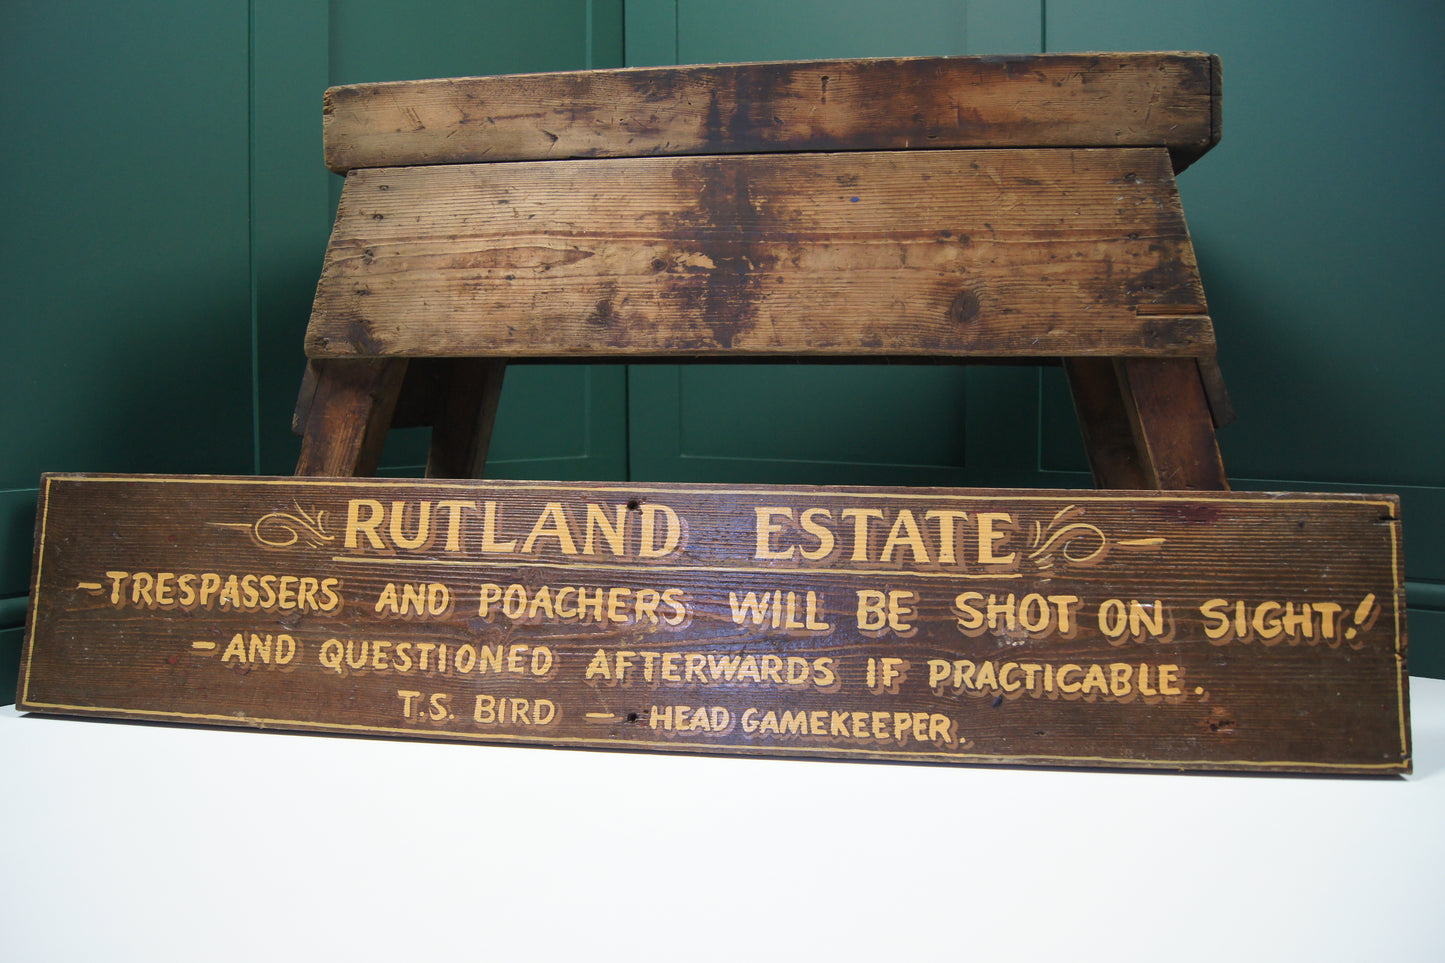 RUTLAND ESTATE
-TRESPASSERS AND POACHERS WILL BE SHOT ON SIGHT!
-AND QUESTIONED AFTERWARDS IF PRACTICABLE.
T.S. BIRD - HEAD GAMEKEEPER.